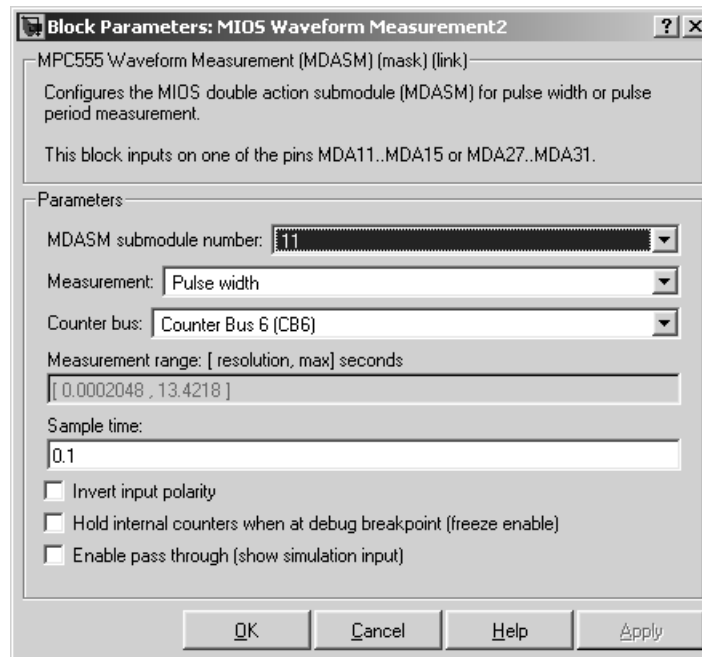 Block Parameters: MIOS Waveform Measurement2
MPC555 Waveform Measurement (MDASM) (mask) (link)
Configures the MIOS double action submodule (MDASM) for pulse width or pulse
period measurement.
This block inputs on one of the pins MDA11..MDA15 or MDA27..MDA31.
Parameters
MDASM submodule number: 11
Measurement: Pulse width
Counter bus: Counter Bus 6 (CB6)
Measurement range: [ resolution, max] seconds
[ 0.0002048 , 13.4218 ]
Sample time:
0.1
Invert input polarity
Hold internal counters when at debug breakpoint (freeze enable)
Enable pass through (show simulation input)
OK Cancel Help Apply